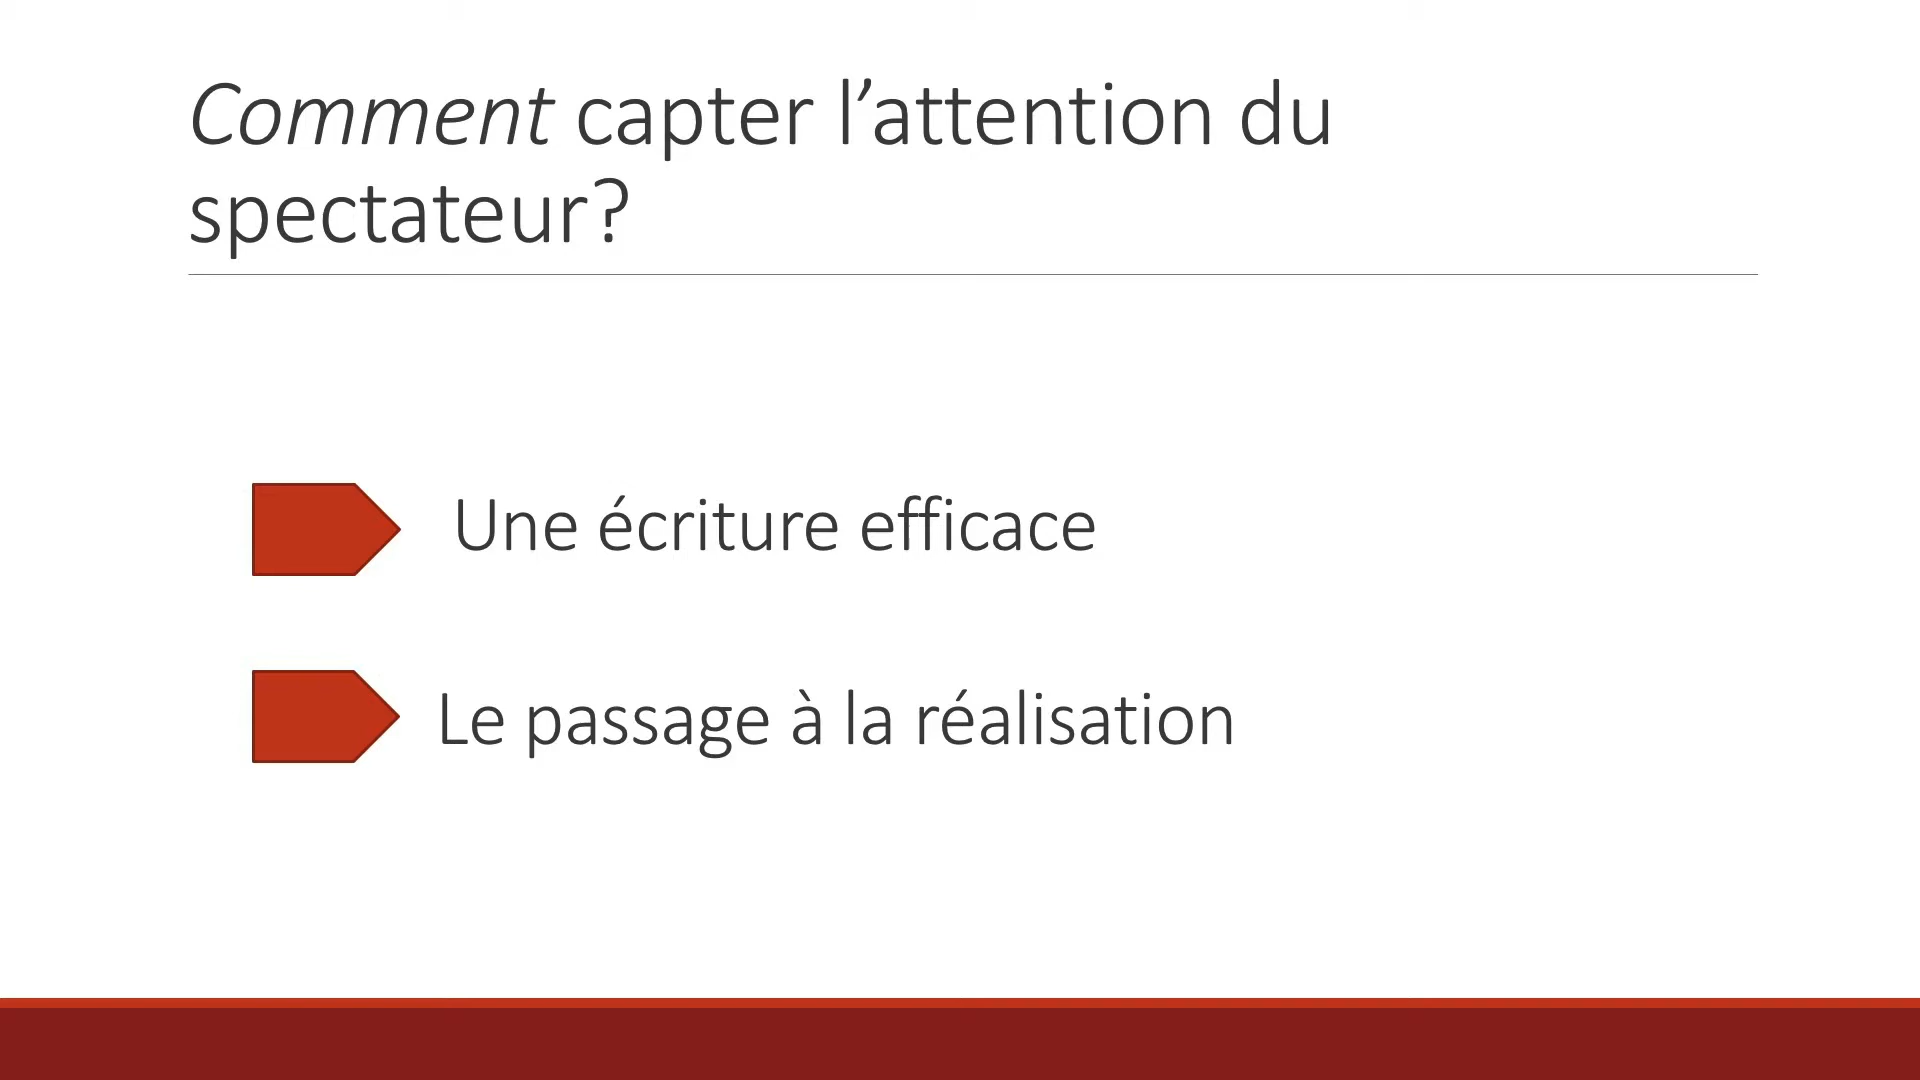 Comment capter l’attention du
spectateur?
Une écriture efficace
Le passage à la réalisation